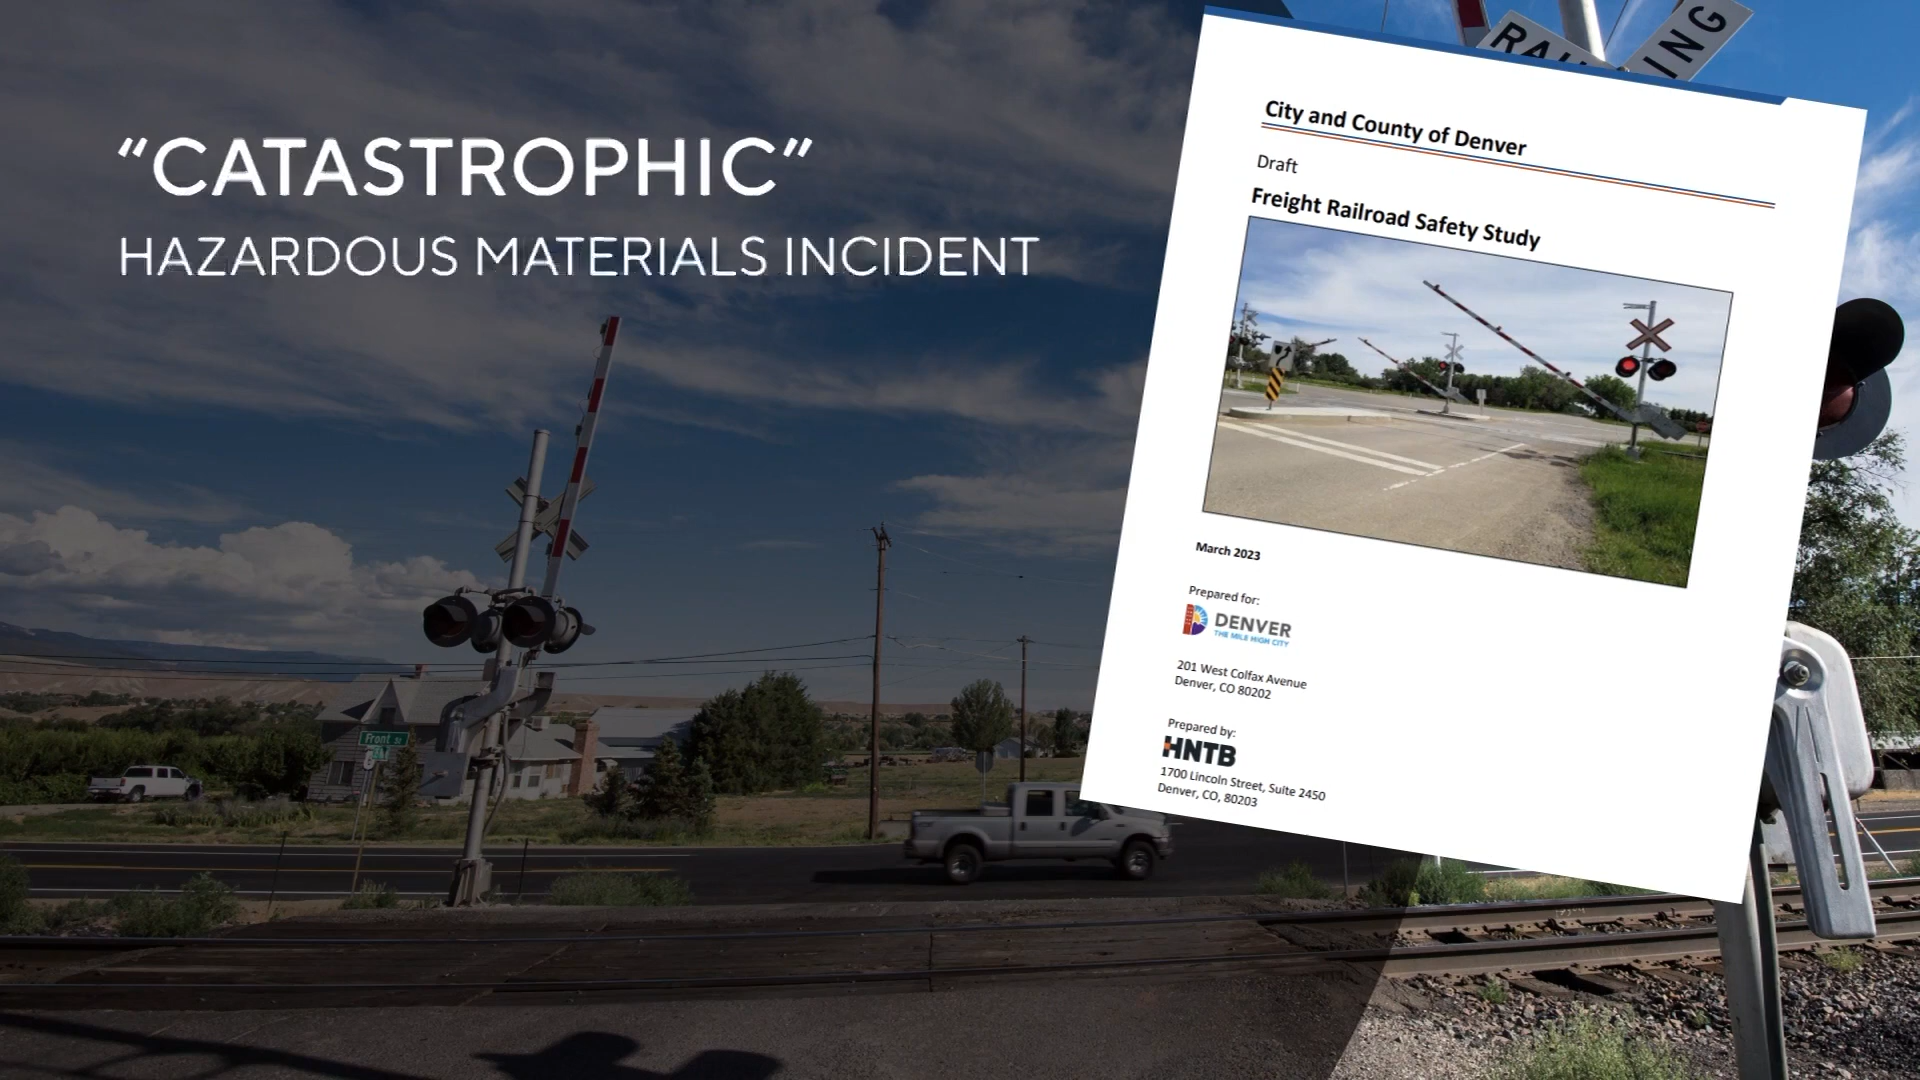 “CATASTROPHIC”
HAZARDOUS MATERIALS INCIDENT
City and County of Denver
Draft
Freight Railroad Safety Study
March 2023
Prepared for:
DENVER
THE MILE HIGH CITY
201 West Colfax Avenue
Denver, CO 80202
Prepared by:
HNTB
1700 Lincoln Street, Suite 2450
Denver, CO, 80203
Front St
RAIL
ING